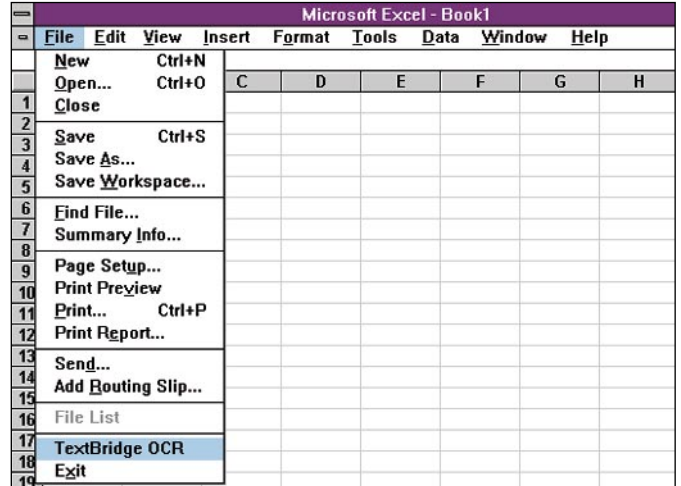 Microsoft Excel - Book1
File Edit View Insert Format Tools Data Window Help
New Ctrl+N
Open... Ctrl+O
Close
Save Ctrl+S
Save As...
Save Workspace...
Find File...
Summary Info...
Page Setup...
Print Preview
Print... Ctrl+P
Print Report...
Send...
Add Routing Slip...
File List
TextBridge OCR
Exit
C D E F G H
1
2
3
4
5
6
7
8
9
10
11
12
13
14
15
16
17
18
19